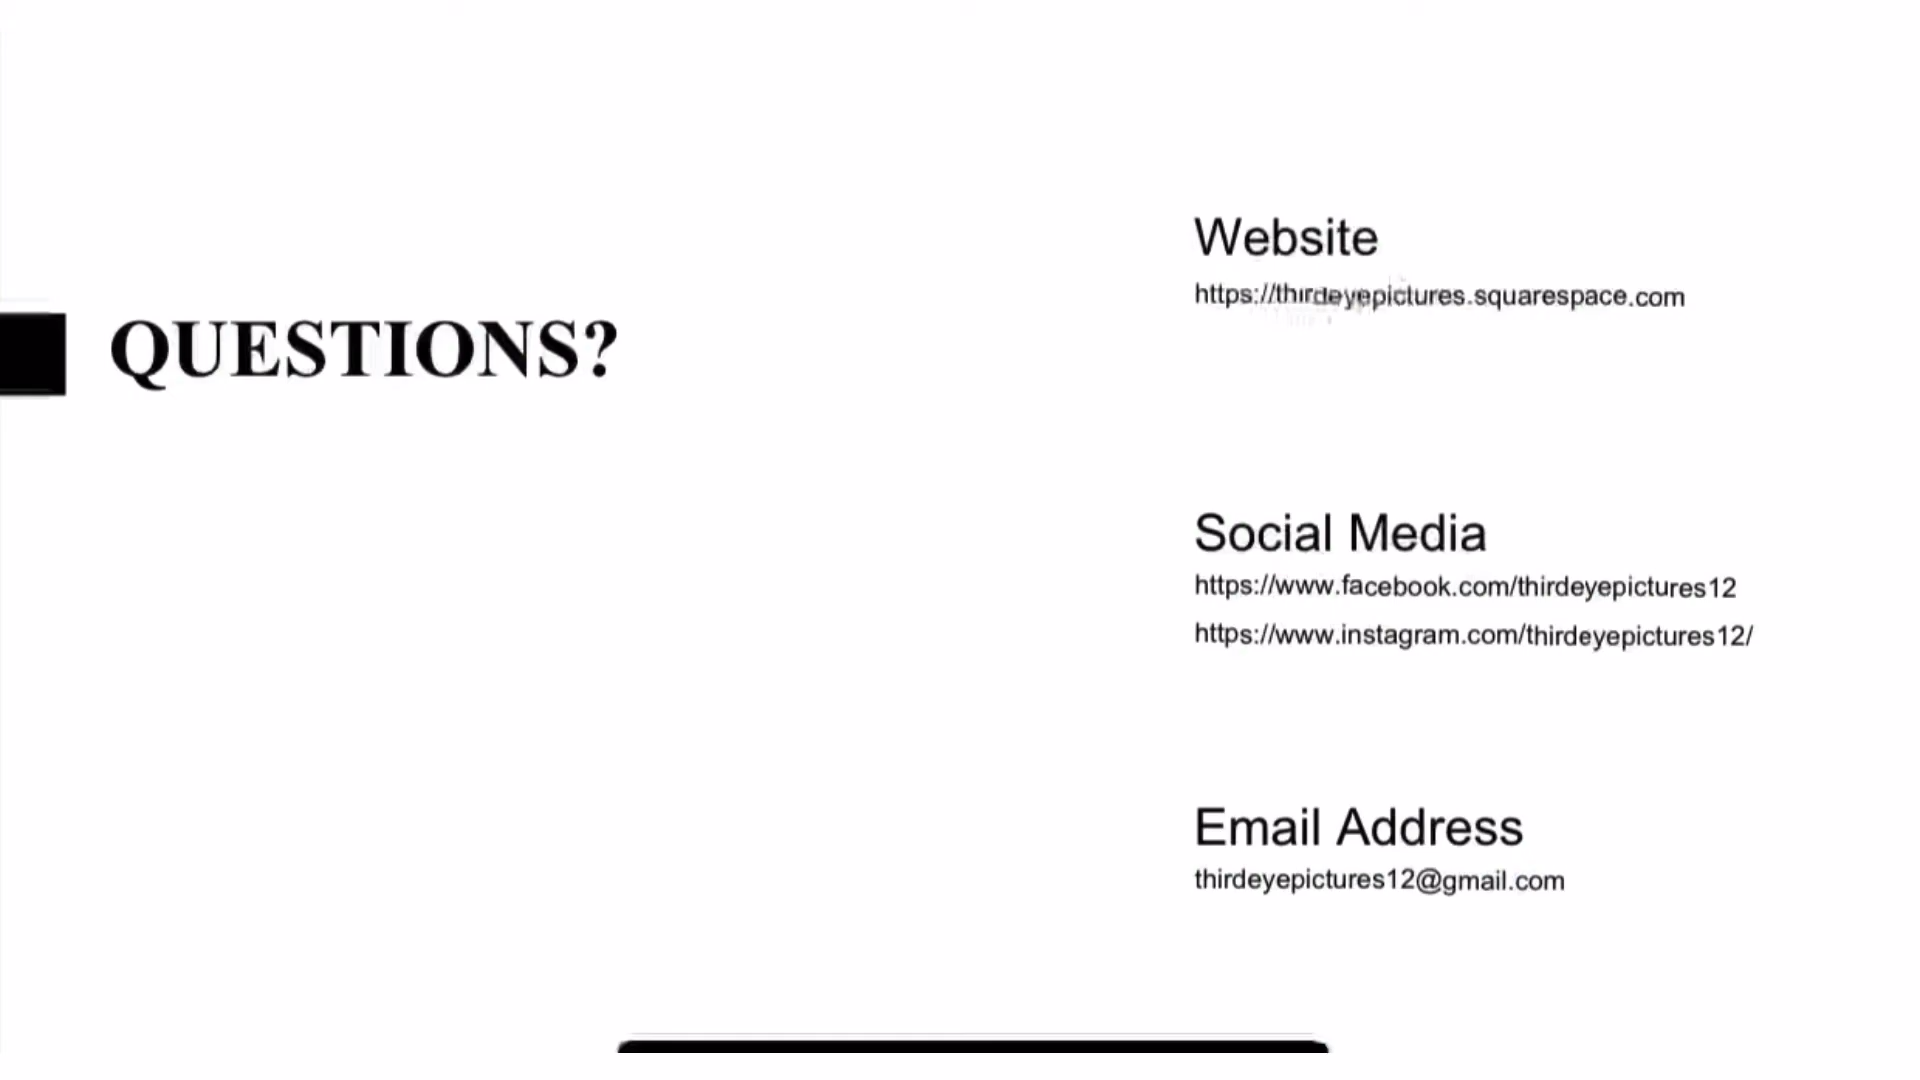 QUESTIONS?
Website
https://thirdeyepictures.squarespace.com
Social Media
https://www.facebook.com/thirdeyepictures12
https://www.instagram.com/thirdeyepictures12/
Email Address
thirdeyepictures12@gmail.com